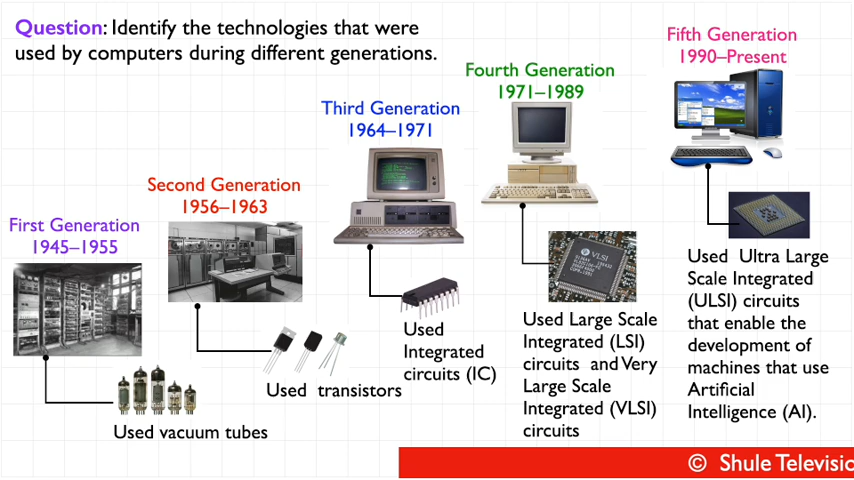 Question: Identify the technologies that were
used by computers during different generations.
First Generation
1945–1955
Used vacuum tubes
Second Generation
1956–1963
Used transistors
Third Generation
1964–1971
Used
Integrated
circuits (IC)
Fourth Generation
1971–1989
VLSI
Used Large Scale
Integrated (LSI)
circuits and Very
Large Scale
Integrated (VLSI)
circuits
Fifth Generation
1990–Present
Used Ultra Large
Scale Integrated
(ULSI) circuits
that enable the
development of
machines that use
Artificial
Intelligence (AI).
© Shule Televisio